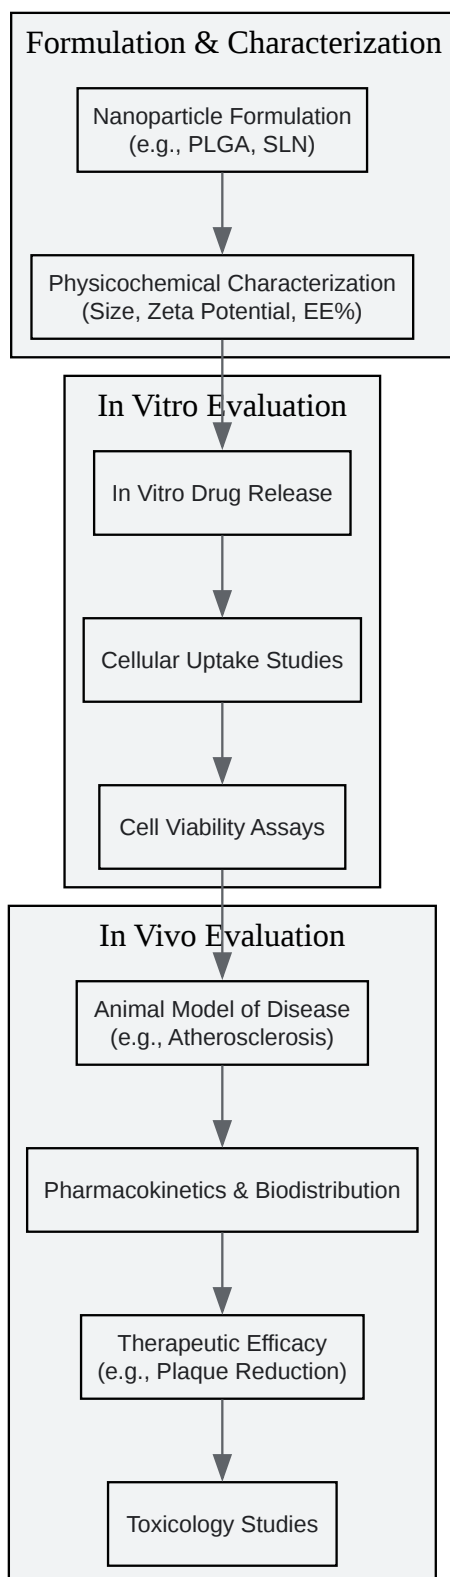 Formulation & Characterization
Nanoparticle Formulation
(e.g., PLGA, SLN)
Physicochemical Characterization
(Size, Zeta Potential, EE%)
In Vitro Evaluation
In Vitro Drug Release
Cellular Uptake Studies
Cell Viability Assays
In Vivo Evaluation
Animal Model of Disease
(e.g., Atherosclerosis)
Pharmacokinetics & Biodistribution
Therapeutic Efficacy
(e.g., Plaque Reduction)
Toxicology Studies